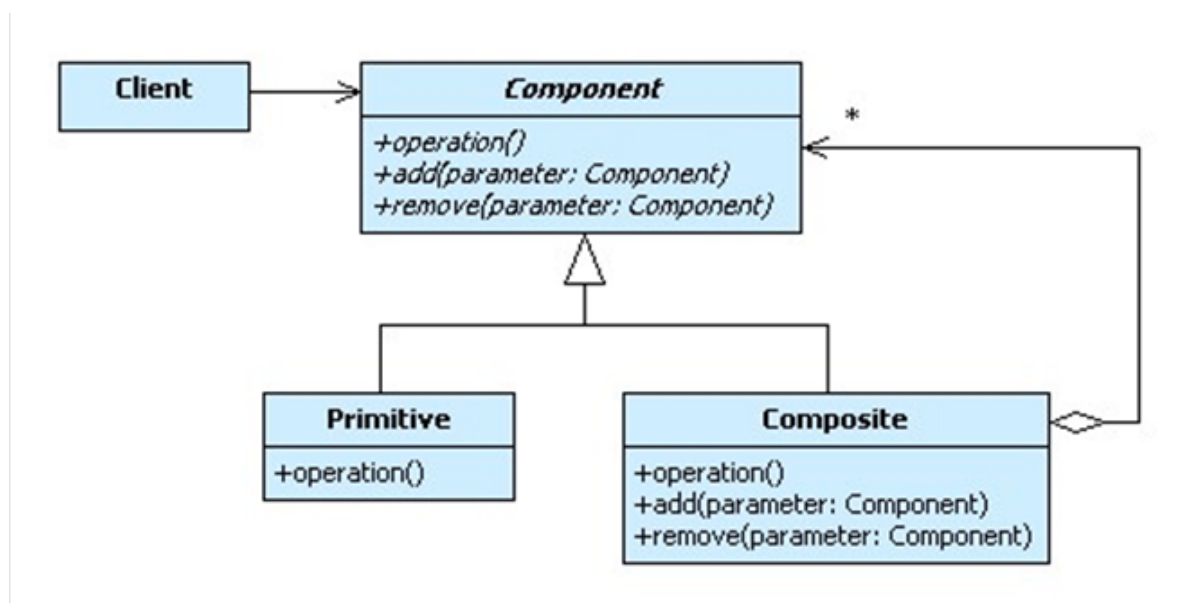 Client
Component
+operation()
+add(parameter: Component)
+remove(parameter: Component)
*
Primitive
+operation()
Composite
+operation()
+add(parameter: Component)
+remove(parameter: Component)